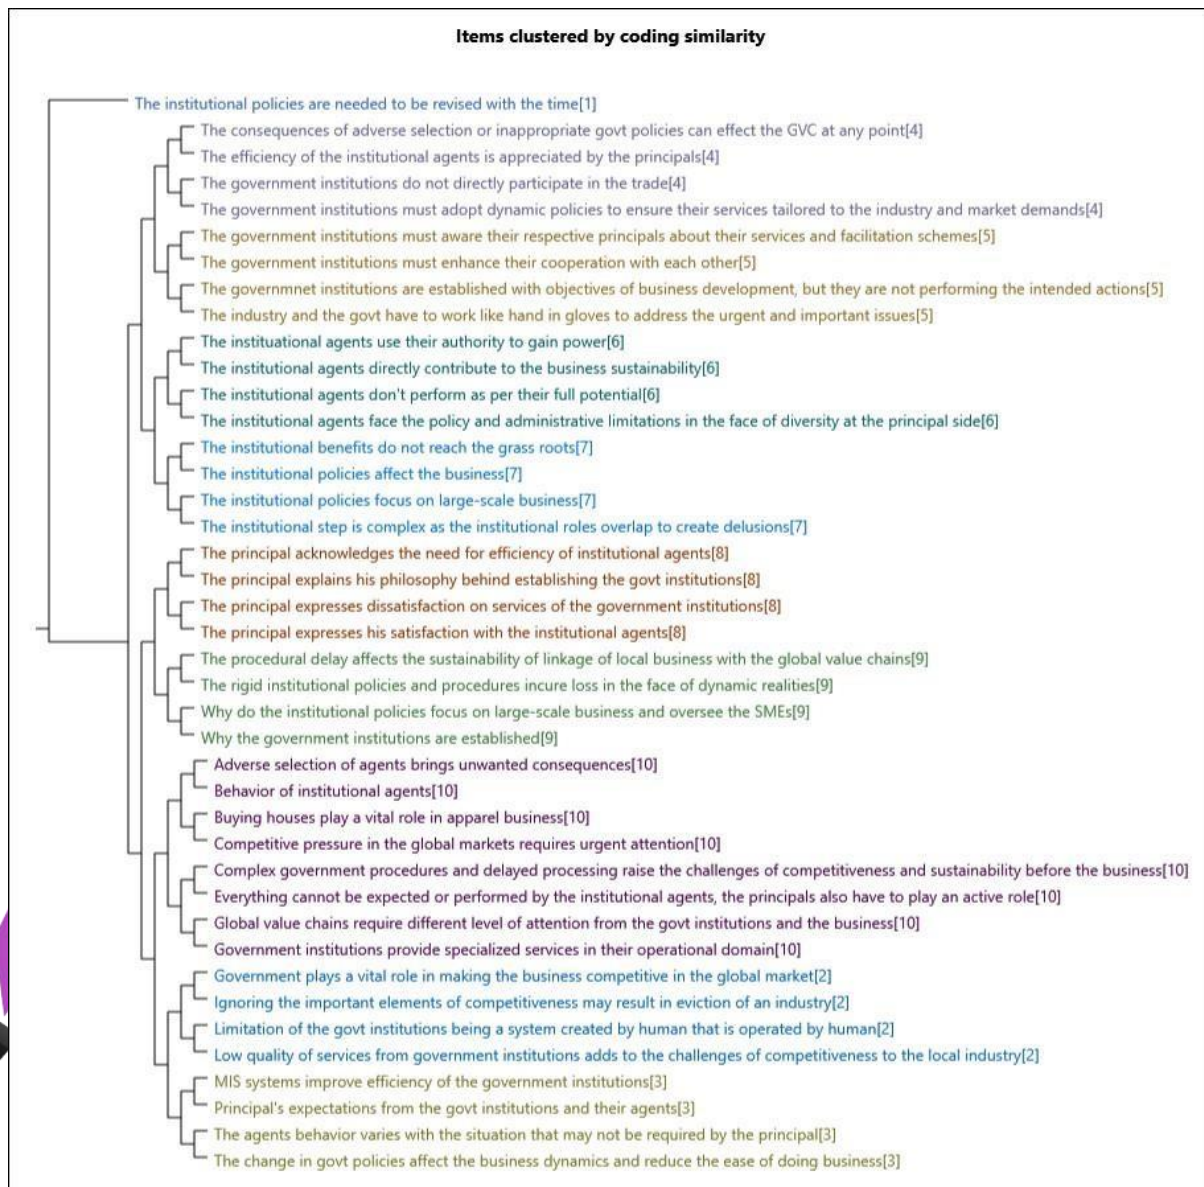 Items clustered by coding similarity
The institutional policies are needed to be revised with the time[1]
The consequences of adverse selection or inappropriate govt policies can effect the GVC at any point[4]
The efficiency of the institutional agents is appreciated by the principals[4]
The government institutions do not directly participate in the trade[4]
The government institutions must adopt dynamic policies to ensure their services tailored to the industry and market demands[4]
The government institutions must aware their respective principals about their services and facilitation schemes[5]
The government institutions must enhance their cooperation with each other[5]
The governmnet institutions are established with objectives of business development, but they are not performing the intended actions[5]
The industry and the govt have to work like hand in gloves to address the urgent and important issues[5]
The instituational agents use their authority to gain power[6]
The institutional agents directly contribute to the business sustainability[6]
The institutional agents don't perform as per their full potential[6]
The institutional agents face the policy and administrative limitations in the face of diversity at the principal side[6]
The institutional benefits do not reach the grass roots[7]
The institutional policies affect the business[7]
The institutional policies focus on large-scale business[7]
The institutional step is complex as the institutional roles overlap to create delusions[7]
The principal acknowledges the need for efficiency of institutional agents[8]
The principal explains his philosophy behind establishing the govt institutions[8]
The principal expresses dissatisfaction on services of the government institutions[8]
The principal expresses his satisfaction with the institutional agents[8]
The procedural delay affects the sustainability of linkage of local business with the global value chains[9]
The rigid institutional policies and procedures incure loss in the face of dynamic realities[9]
Why do the institutional policies focus on large-scale business and oversee the SMEs[9]
Why the government institutions are established[9]
Adverse selection of agents brings unwanted consequences[10]
Behavior of institutional agents[10]
Buying houses play a vital role in apparel business[10]
Competitive pressure in the global markets requires urgent attention[10]
Complex government procedures and delayed processing raise the challenges of competitiveness and sustainability before the business[10]
Everything cannot be expected or performed by the institutional agents, the principals also have to play an active role[10]
Global value chains require different level of attention from the govt institutions and the business[10]
Government institutions provide specialized services in their operational domain[10]
Government plays a vital role in making the business competitive in the global market[2]
Ignoring the important elements of competitiveness may result in eviction of an industry[2]
Limitation of the govt institutions being a system created by human that is operated by human[2]
Low quality of services from government institutions adds to the challenges of competitiveness to the local industry[2]
MIS systems improve efficiency of the government institutions[3]
Principal's expectations from the govt institutions and their agents[3]
The agents behavior varies with the situation that may not be required by the principal[3]
The change in govt policies affect the business dynamics and reduce the ease of doing business[3]